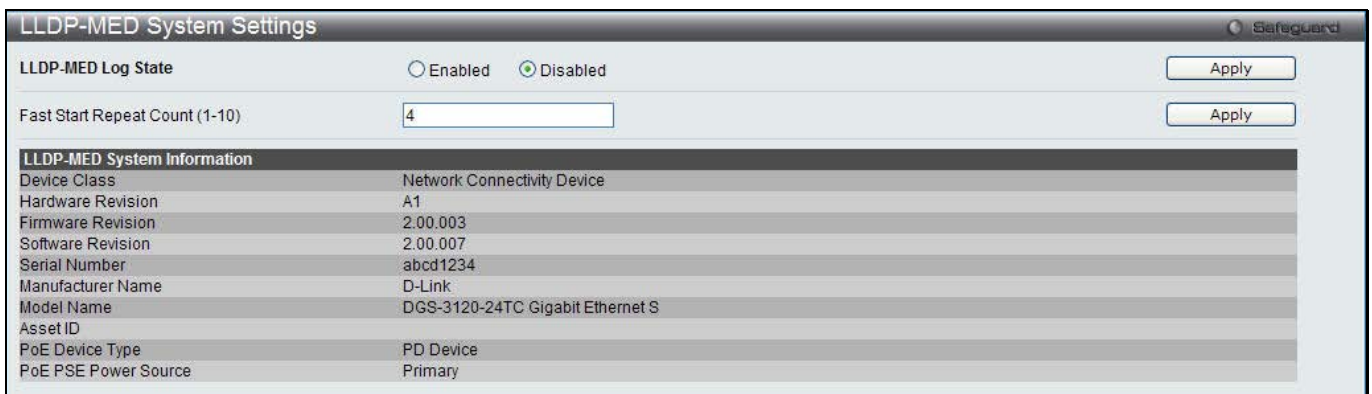 LLDP-MED System Settings
Safeguard
LLDP-MED Log State Enabled Disabled Apply
Fast Start Repeat Count (1-10) 4 Apply
LLDP-MED System Information
Device Class Network Connectivity Device
Hardware Revision A1
Firmware Revision 2.00.003
Software Revision 2.00.007
Serial Number abcd1234
Manufacturer Name D-Link
Model Name DGS-3120-24TC Gigabit Ethernet S
Asset ID
PoE Device Type PD Device
PoE PSE Power Source Primary